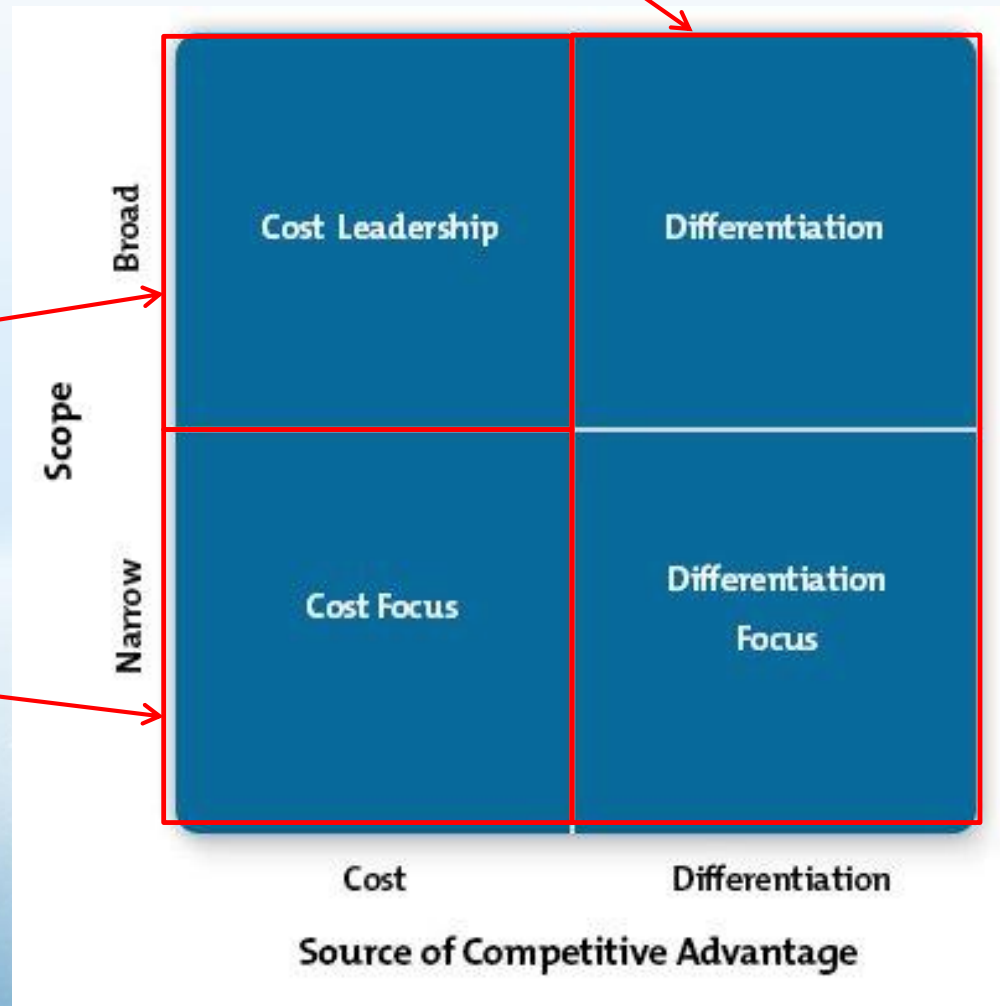 Broad
Cost Leadership
Differentiation
Scope
Narrow
Cost Focus
Differentiation
Focus
Cost
Differentiation
Source of Competitive Advantage